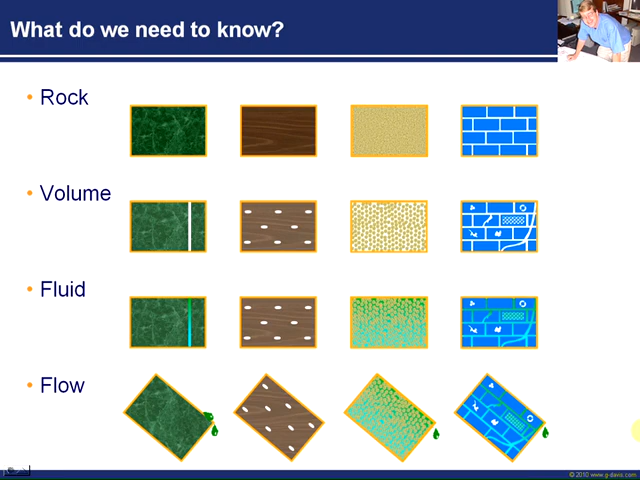 What do we need to know?
• Rock
• Volume
• Fluid
• Flow
© 2010 www.g-davis.com